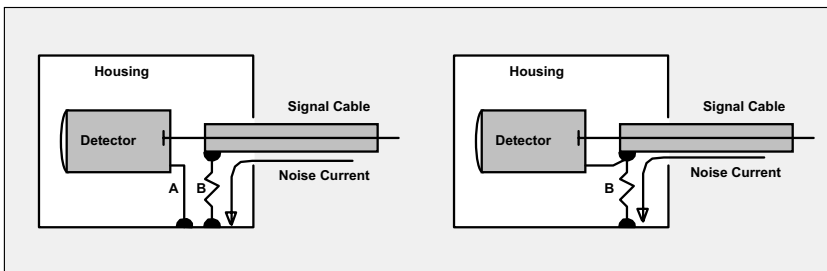 Housing
Signal Cable
Detector
Noise Current
A
B
Housing
Signal Cable
Detector
Noise Current
B